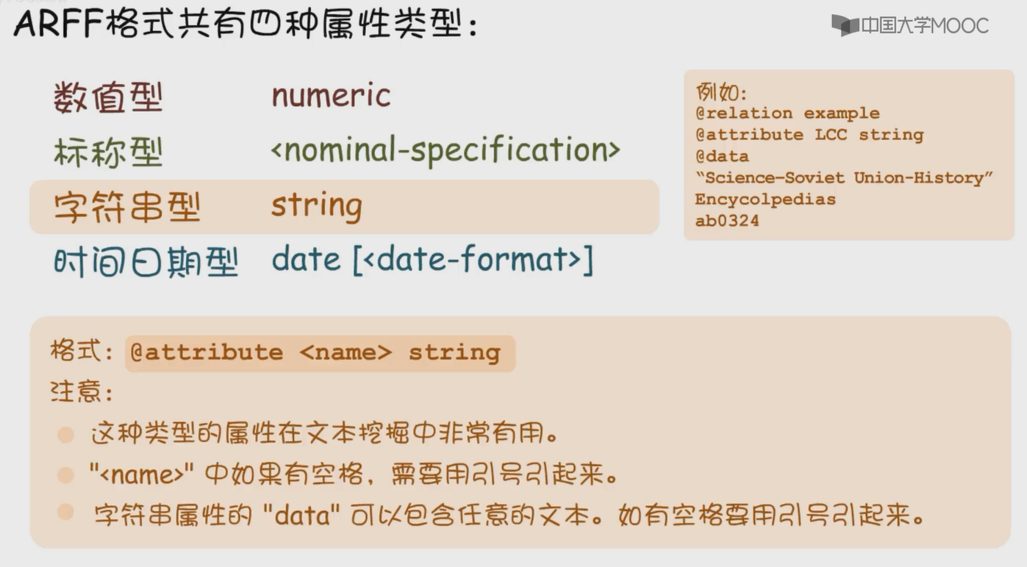 ARFF格式共有四种属性类型：
中国大学MOOC
数值型 numeric
标称型 <nominal-specification>
字符串型 string
时间日期型 date [<date-format>]
例如:
@relation example
@attribute LCC string
@data
“Science-Soviet Union-History”
Encycolpedias
ab0324
格式: @attribute <name> string
注意:
这种类型的属性在文本挖掘中非常有用。
"<name>" 中如果有空格，需要用引号引起来。
字符串属性的 "data" 可以包含任意的文本。如有空格要用引号引起来。